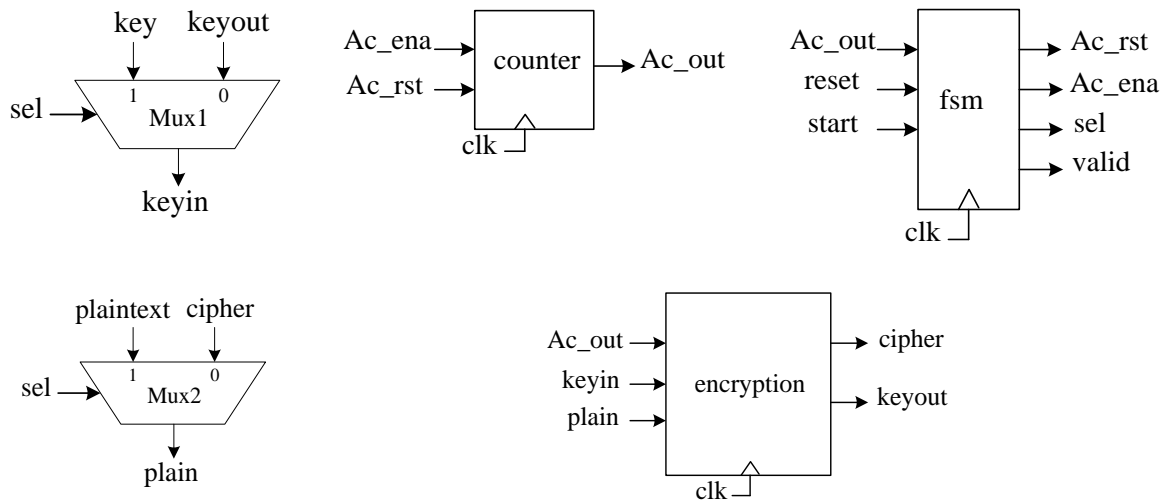 key keyout
1 0
sel
Mux1
keyin
Ac_ena
Ac_rst
counter
Ac_out
clk
Ac_out
reset
start
fsm
Ac_rst
Ac_ena
sel
valid
clk
plaintext cipher
1 0
sel
Mux2
plain
Ac_out
keyin
plain
encryption
cipher
keyout
clk